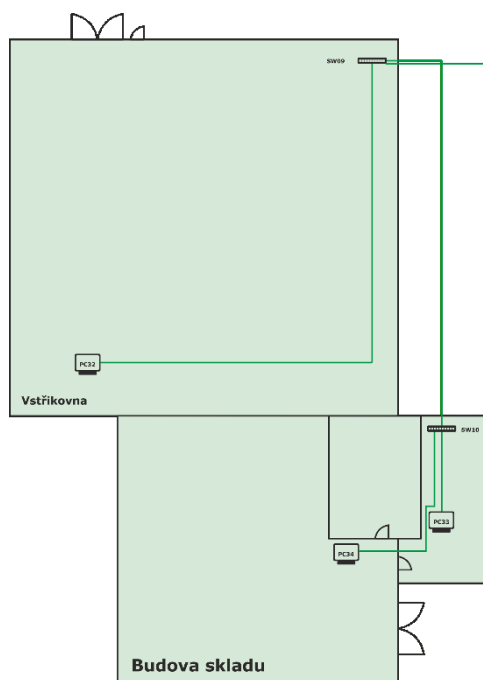 SW09
PC32
Vstřikovna
SW10
PC33
PC34
Budova skladu